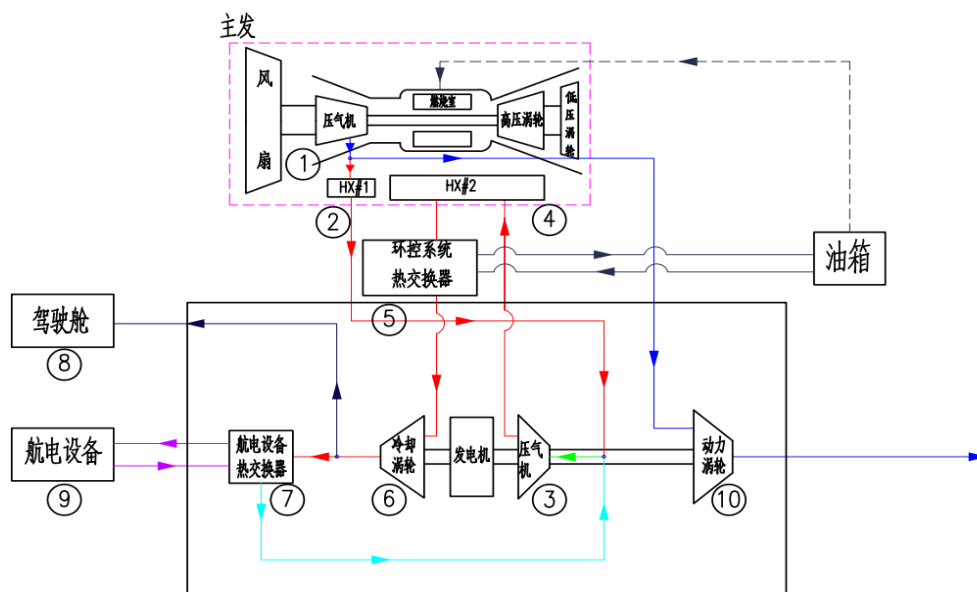 主发
风
扇
压气机
燃烧室
高压涡轮
低压涡轮
1
HX#1
HX#2
2
4
环控系统
热交换器
油箱
5
驾驶舱
8
航电设备
9
航电设备
热交换器
7
冷却
涡轮
6
发电机
压气
机
3
动力
涡轮
10